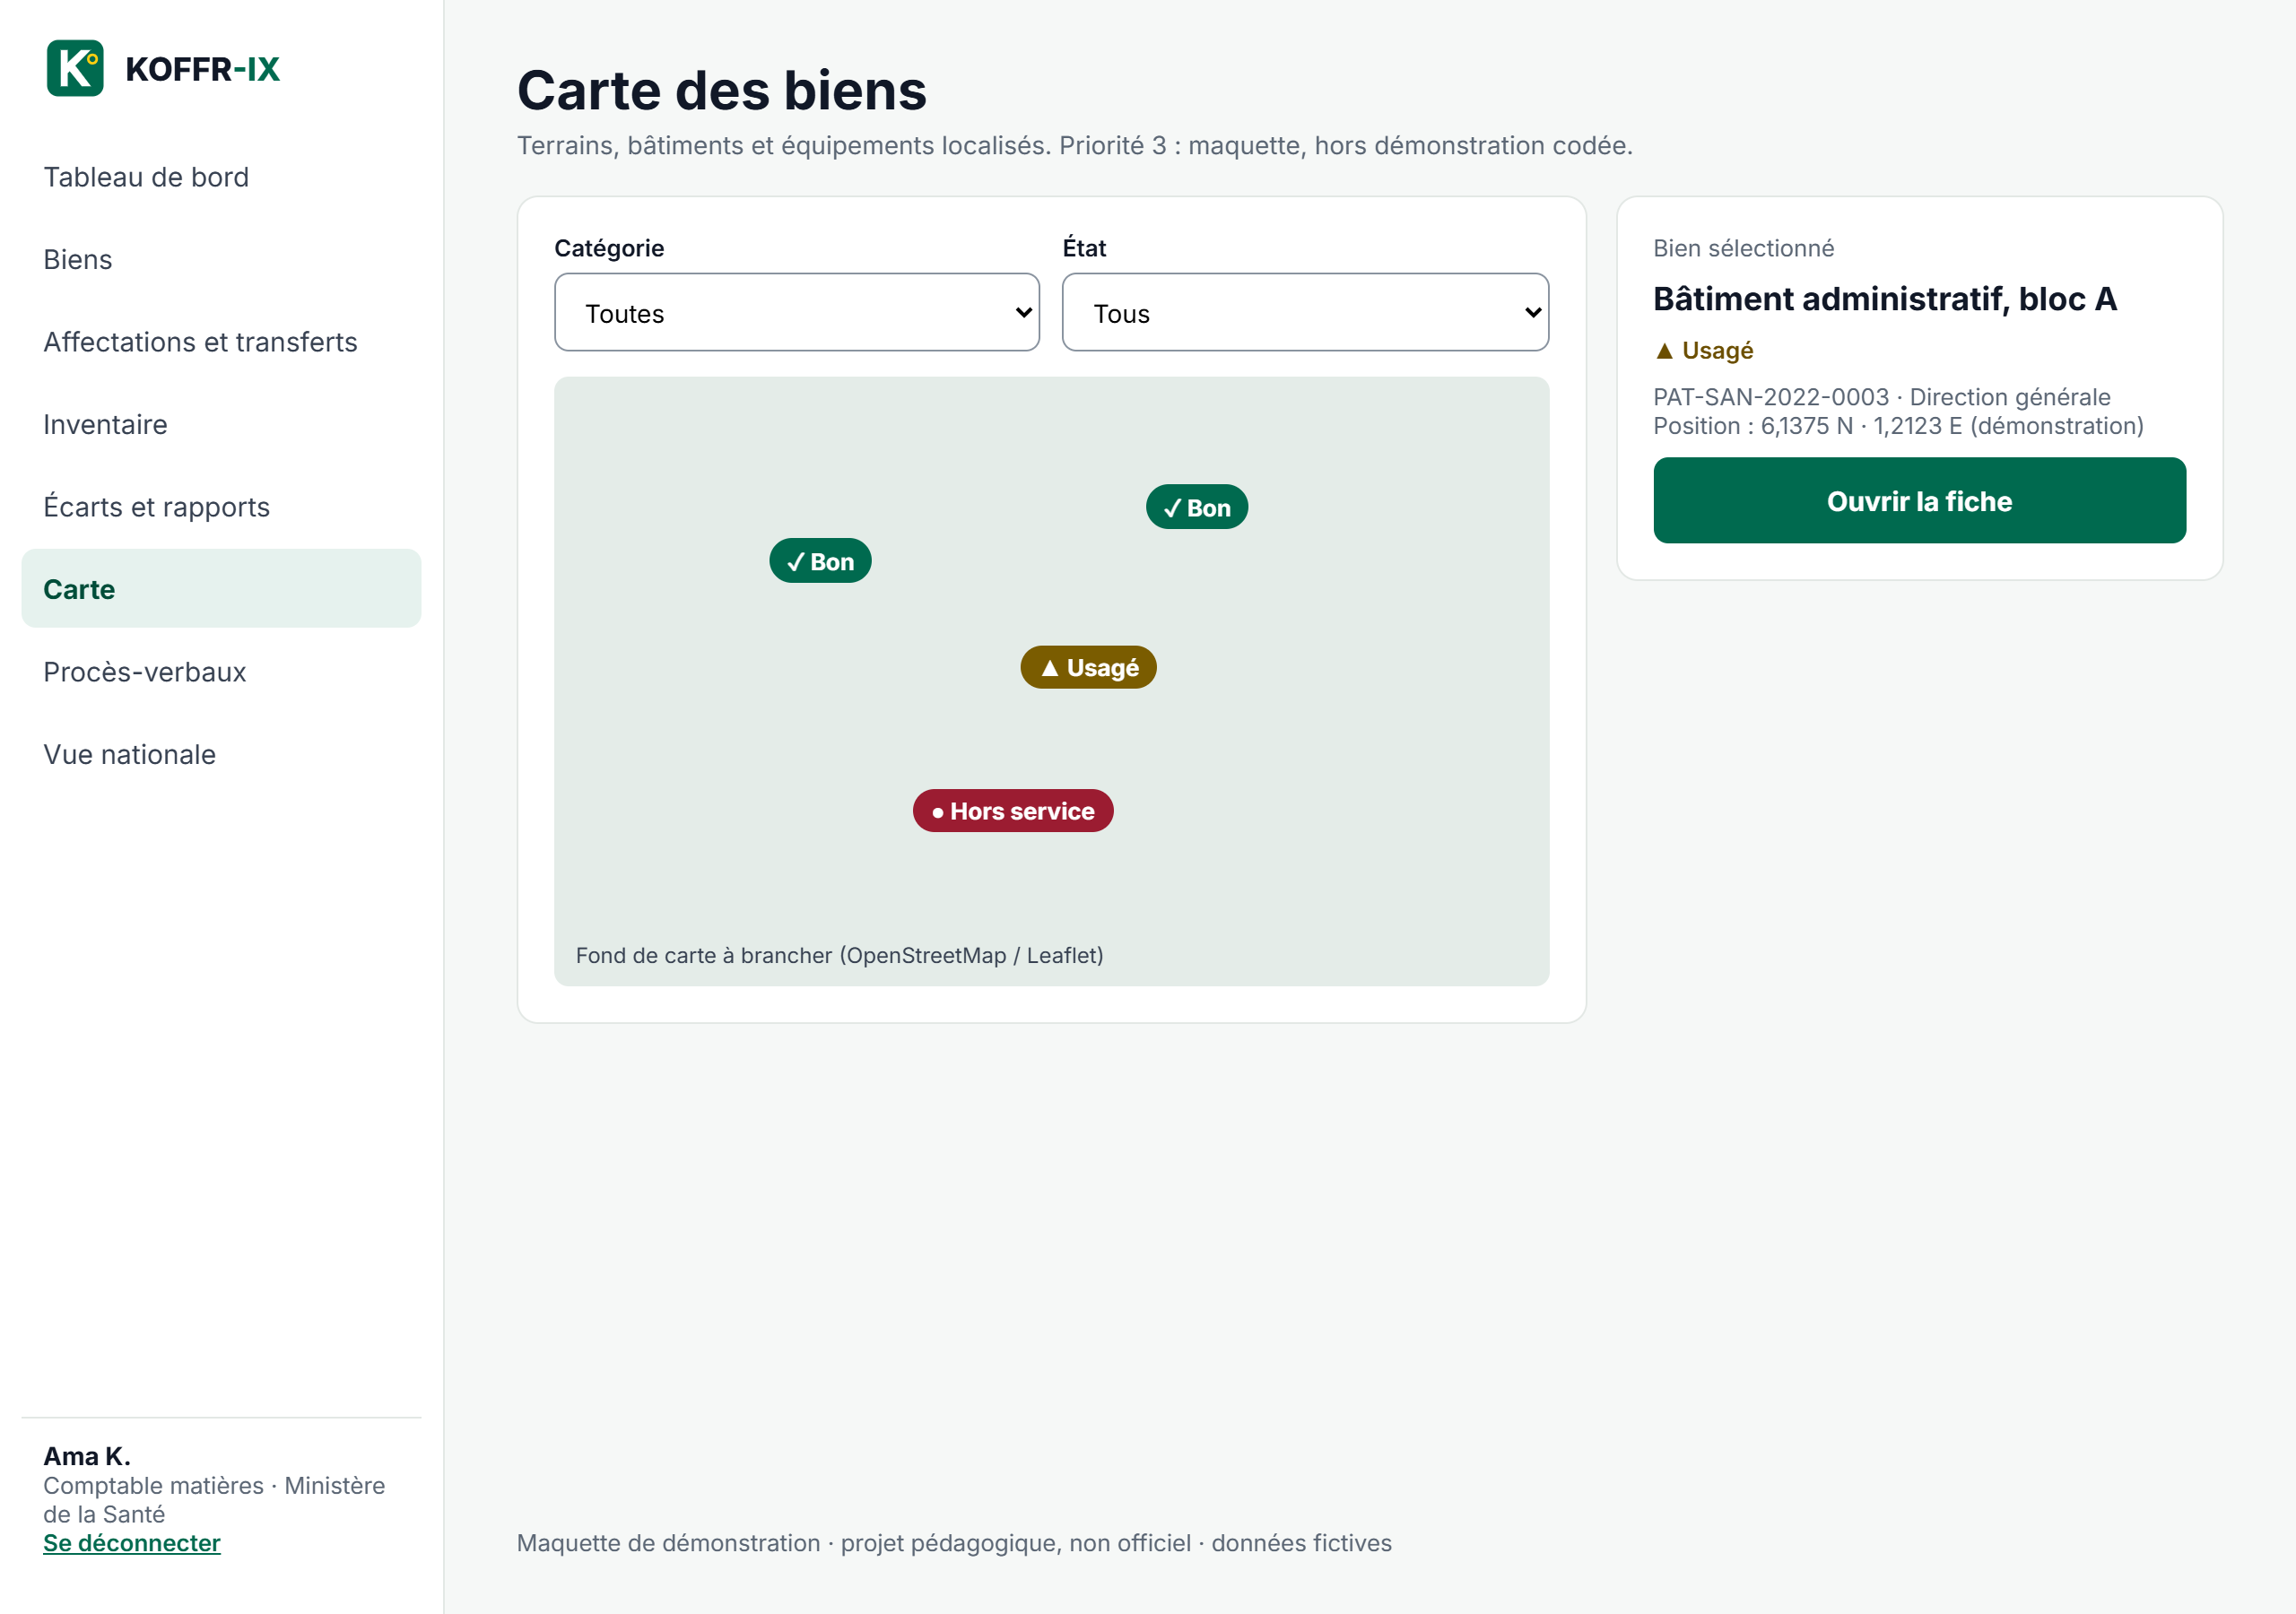 KOFFR-IX
Tableau de bord
Biens
Affectations et transferts
Inventaire
Écarts et rapports
Carte
Procès-verbaux
Vue nationale
Ama K.
Comptable matières · Ministère
de la Santé
Se déconnecter
Carte des biens
Terrains, bâtiments et équipements localisés. Priorité 3 : maquette, hors démonstration codée.
Catégorie
État
Toutes
Tous
✓ Bon
✓ Bon
▲ Usagé
● Hors service
Fond de carte à brancher (OpenStreetMap / Leaflet)
Bien sélectionné
Bâtiment administratif, bloc A
▲ Usagé
PAT-SAN-2022-0003 · Direction générale
Position : 6,1375 N · 1,2123 E (démonstration)
Ouvrir la fiche
Maquette de démonstration · projet pédagogique, non officiel · données fictives